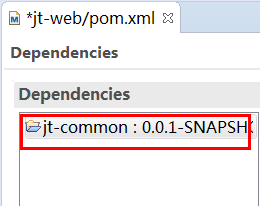 *jt-web/pom.xml
Dependencies
Dependencies
jt-common : 0.0.1-SNAPSH